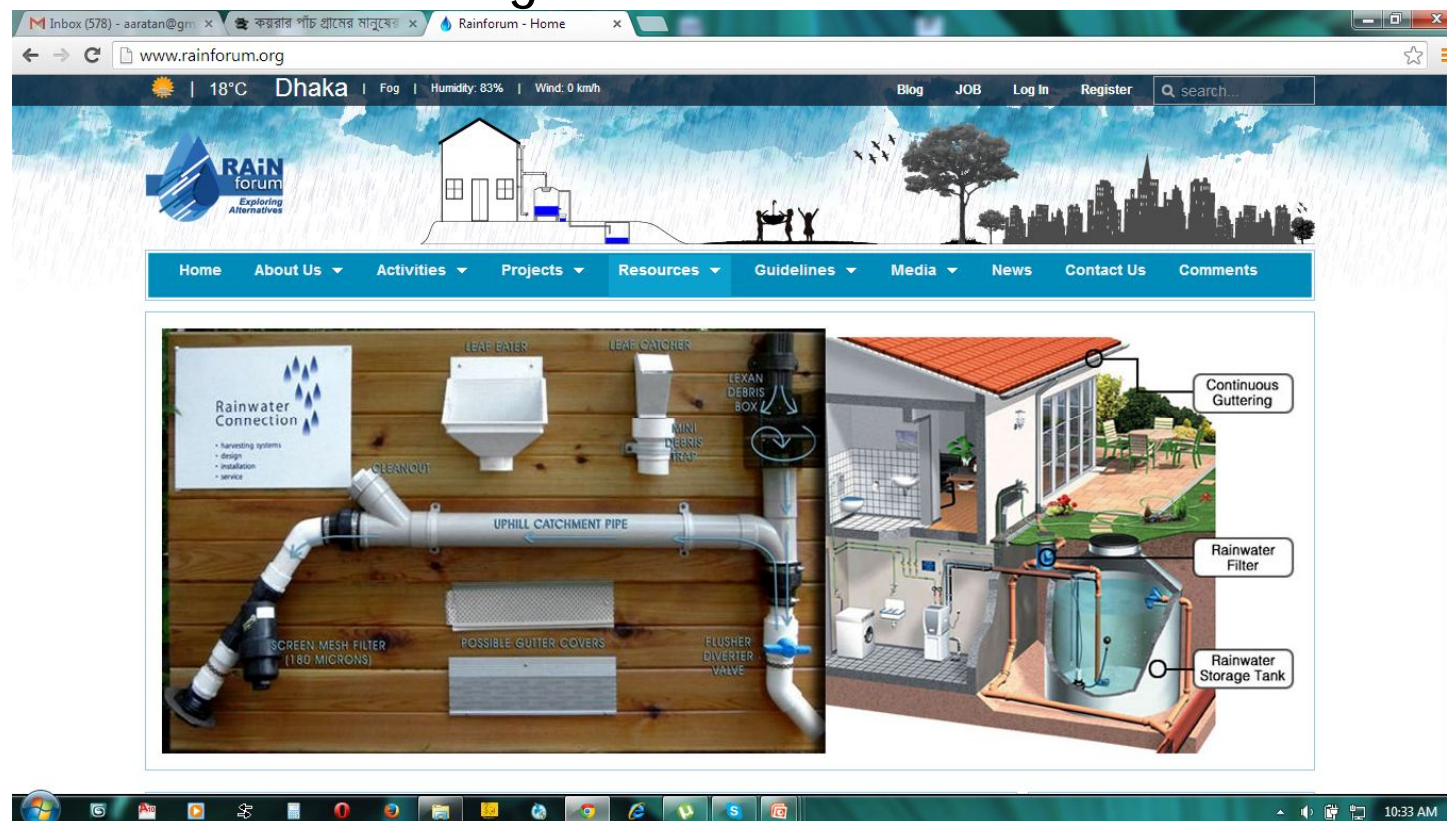 Inbox (578) - aaratan@gm
কয়রার পাঁচ গ্রামের মানুষের
Rainforum - Home
www.rainforum.org
18°C Dhaka | Fog | Humidity: 83% | Wind: 0 km/h
Blog JOB Log In Register search...
RAiN
forum
Exploring
Alternatives
Home About Us Activities Projects Resources Guidelines Media News Contact Us Comments
Rainwater
Connection
• harvesting systems
• design
• installation
• service
LEAF EATER
LEAF CATCHER
LEXAN
DEBRIS
BOX
MINI
DEBRIS
TRAP
CLEANOUT
UPHILL CATCHMENT PIPE
SCREEN MESH FILTER
(180 MICRONS)
POSSIBLE GUTTER COVERS
FLUSHER
DIVERTER
VALVE
Continuous
Guttering
Rainwater
Filter
Rainwater
Storage Tank
10:33 AM